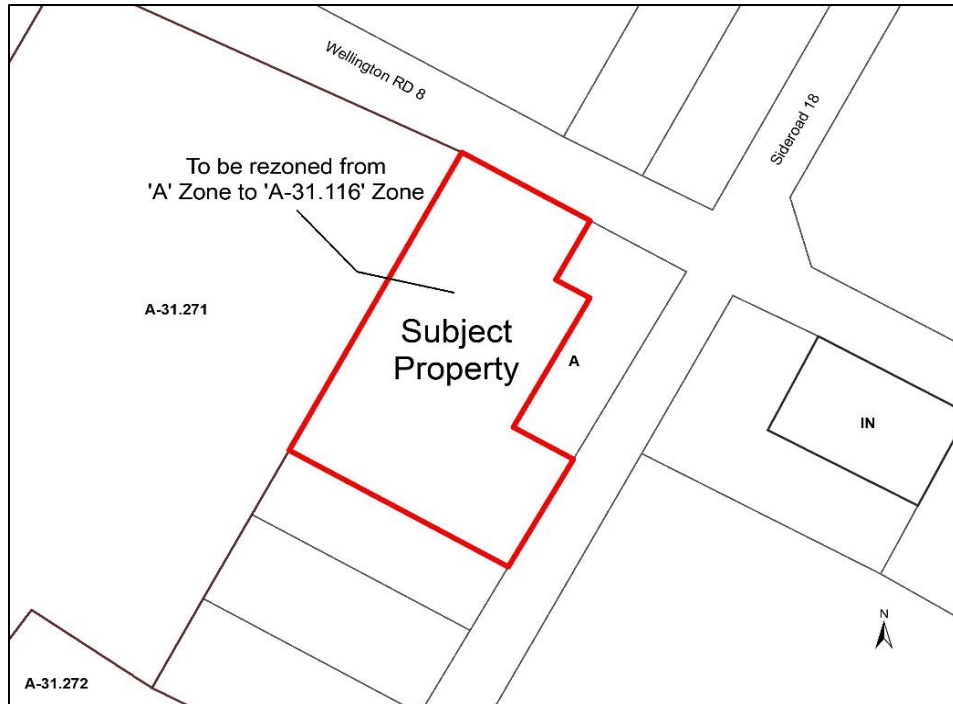 Wellington RD 8
Sideroad 18
To be rezoned from
'A' Zone to 'A-31.116' Zone
A-31.271
Subject
Property
A
IN
N
A-31.272